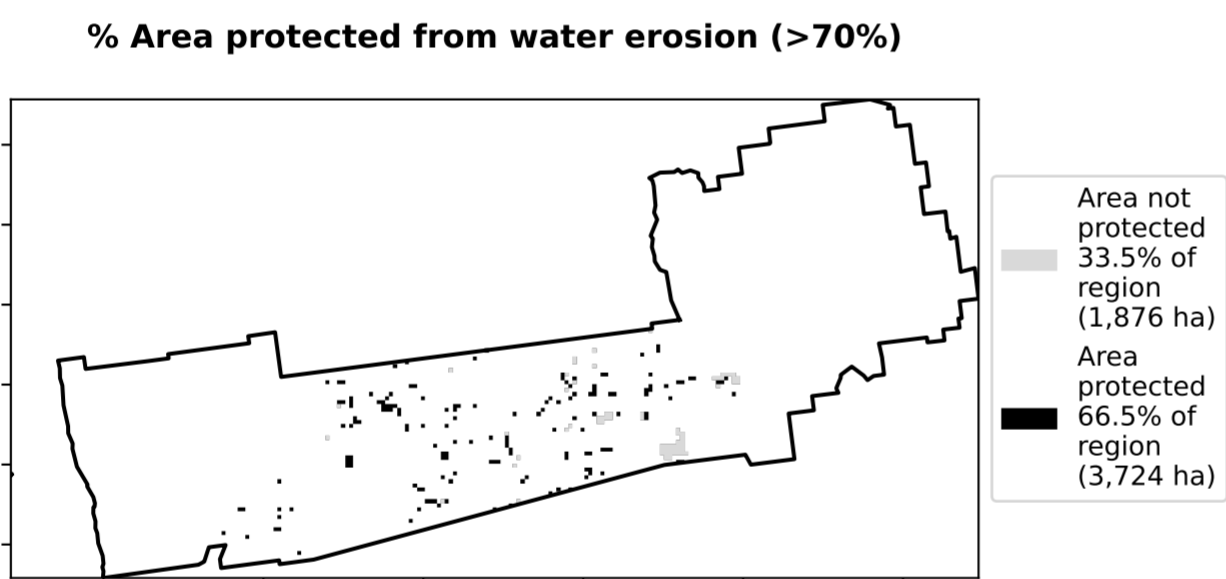 % Area protected from water erosion (>70%)
Area not
protected
33.5% of
region
(1,876 ha)
Area
protected
66.5% of
region
(3,724 ha)